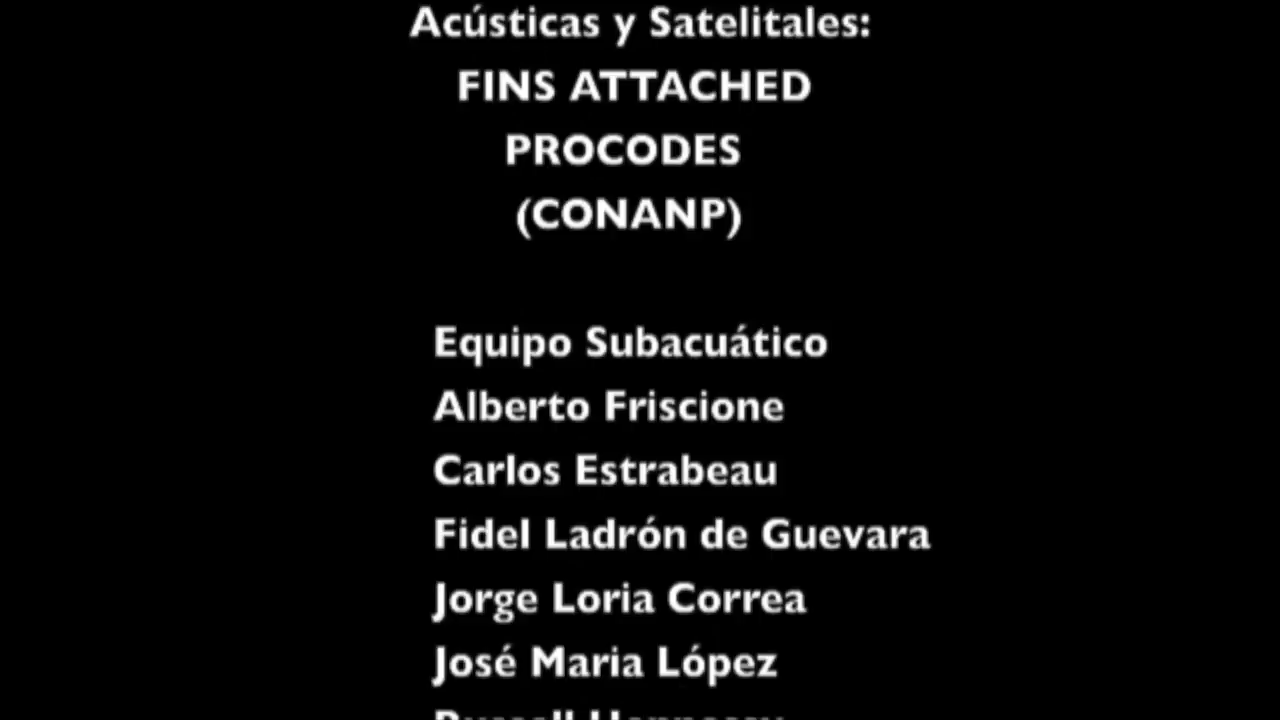 Acústicas y Satelitales:
FINS ATTACHED
PROCODES
(CONANP)
Equipo Subacuático
Alberto Friscione
Carlos Estrabeau
Fidel Ladrón de Guevara
Jorge Loria Correa
José Maria López